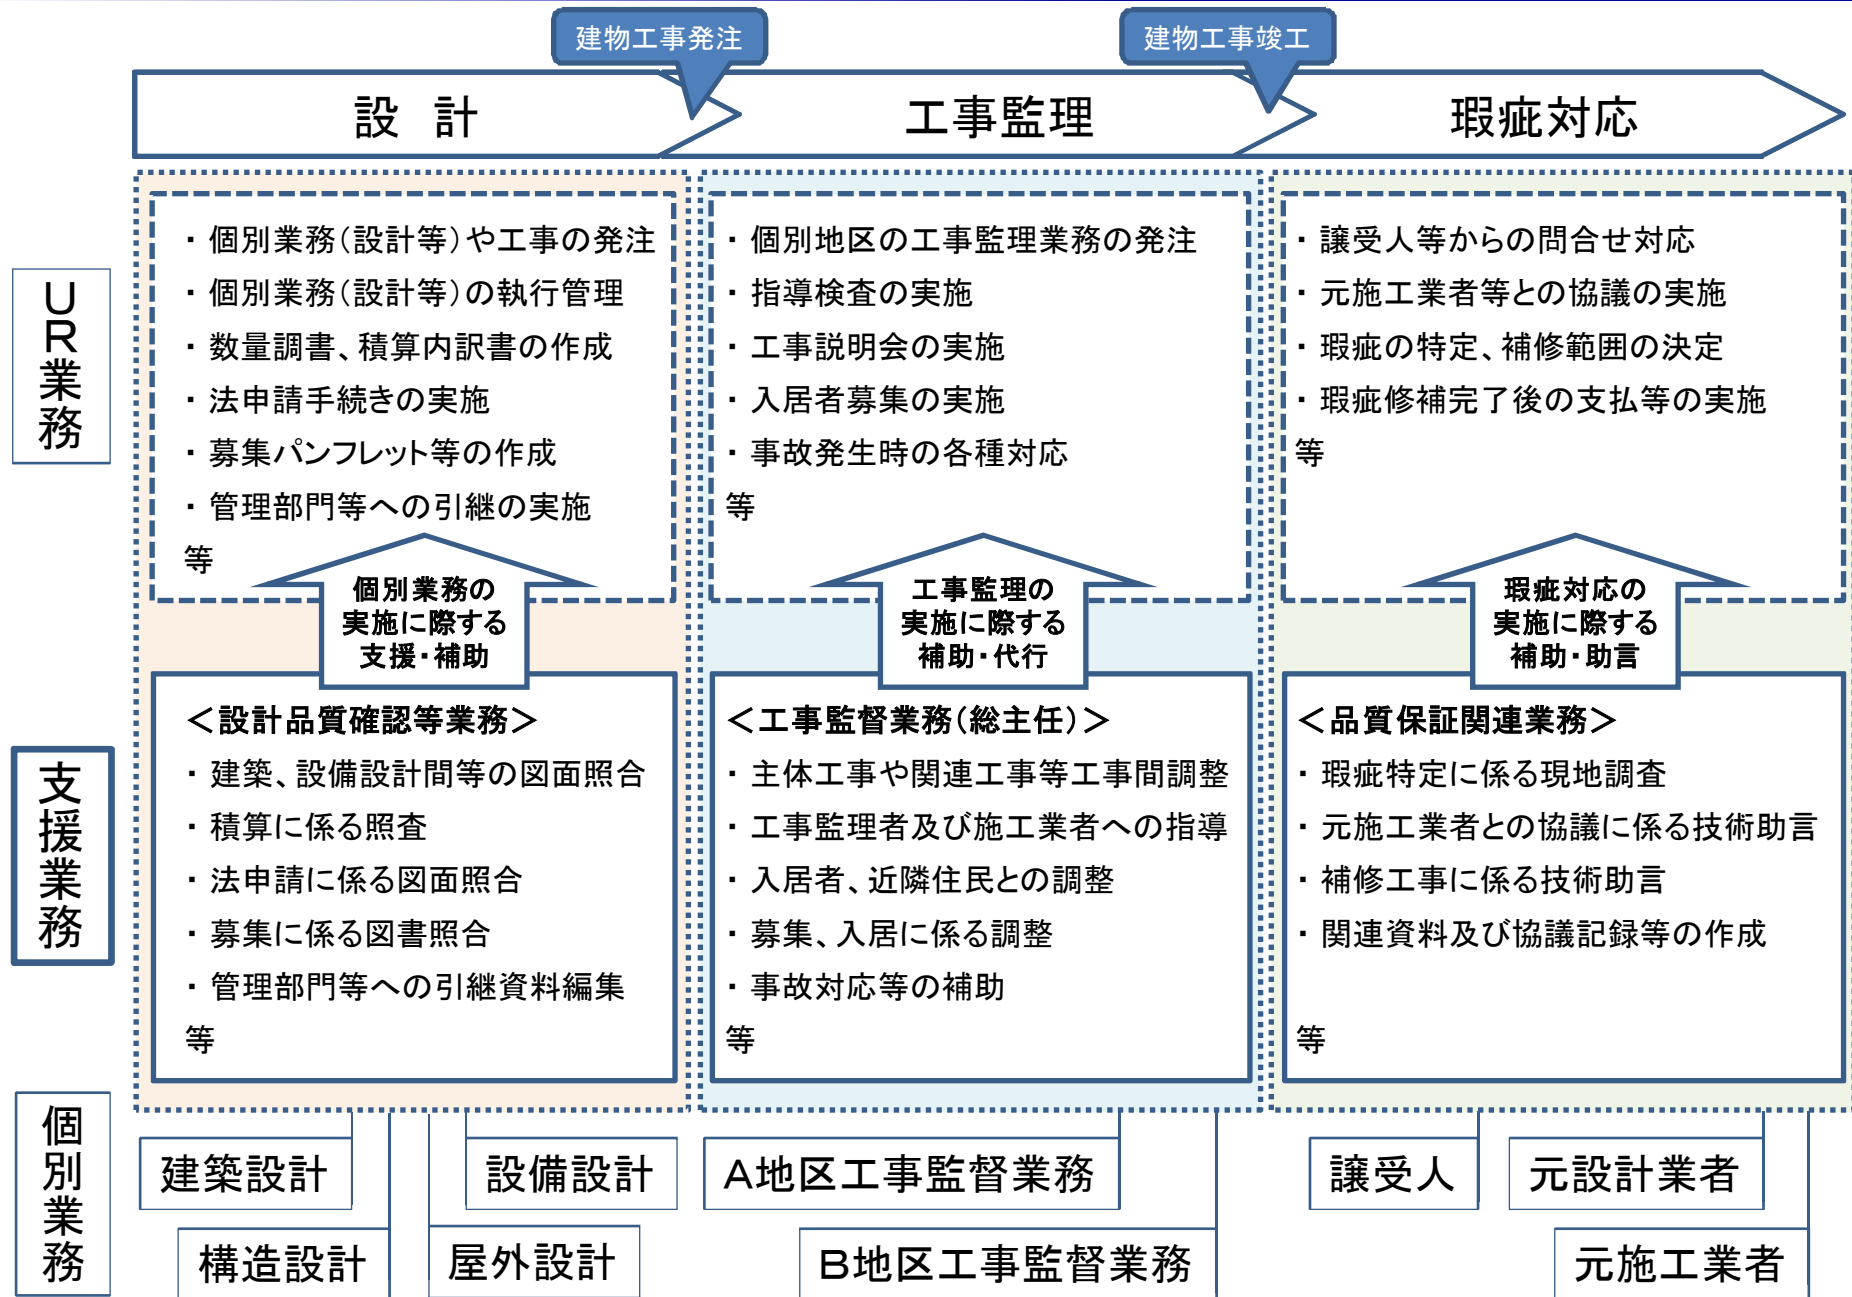 建物工事発注
建物工事竣工
設 計
工事監理
瑕疵対応
UR業務
・個別業務(設計等)や工事の発注
・個別業務(設計等)の執行管理
・数量調書、積算内訳書の作成
・法申請手続きの実施
・募集パンフレット等の作成
・管理部門等への引継の実施
等
・個別地区の工事監理業務の発注
・指導検査の実施
・工事説明会の実施
・入居者募集の実施
・事故発生時の各種対応
等
・譲受人等からの問合せ対応
・元施工業者等との協議の実施
・瑕疵の特定、補修範囲の決定
・瑕疵修補完了後の支払等の実施
等
個別業務の
実施に際する
支援・補助
工事監理の
実施に際する
補助・代行
瑕疵対応の
実施に際する
補助・助言
支援業務
<設計品質確認等業務>
・建築、設備設計間等の図面照合
・積算に係る照査
・法申請に係る図面照合
・募集に係る図書照合
・管理部門等への引継資料編集
等
<工事監督業務(総主任)>
・主体工事や関連工事等工事間調整
・工事監理者及び施工業者への指導
・入居者、近隣住民との調整
・募集、入居に係る調整
・事故対応等の補助
等
<品質保証関連業務>
・瑕疵特定に係る現地調査
・元施工業者との協議に係る技術助言
・補修工事に係る技術助言
・関連資料及び協議記録等の作成
等
個別業務
建築設計
設備設計
構造設計
屋外設計
A地区工事監督業務
B地区工事監督業務
譲受人
元設計業者
元施工業者